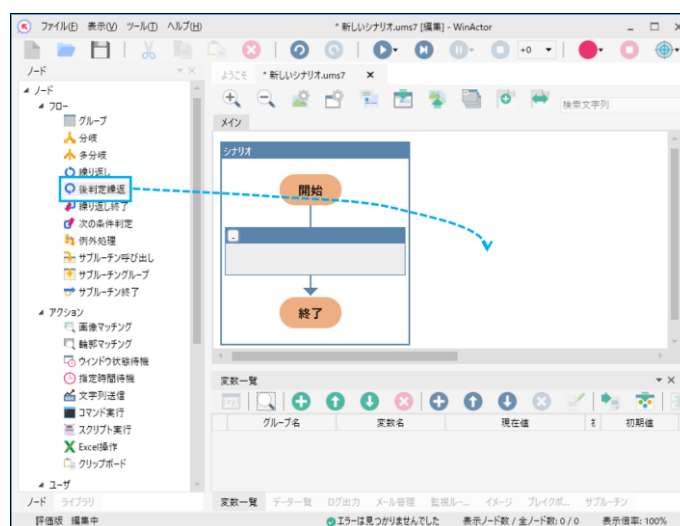 ファイル(F) 表示(V) ツール(T) ヘルプ(H)
* 新しいシナリオ.ums7 [編集] - WinActor
+0
ノード
ようこそ
* 新しいシナリオ.ums7
検索文字列
メイン
ノード
フロー
グループ
分岐
多分岐
繰り返し
後判定繰返
繰り返し終了
次の条件判定
例外処理
サブルーチン呼び出し
サブルーチングループ
サブルーチン終了
アクション
画像マッチング
輪郭マッチング
ウィンドウ状態待機
指定時間待機
文字列送信
コマンド実行
スクリプト実行
Excel操作
クリップボード
ユーザ
シナリオ
開始
終了
変数一覧
グループ名 変数名 現在値 初期値
ノード ライブラリ
変数一覧 データ一覧 ログ出力 メール管理 監視ルー... イメージ ブレイクポ... サブルーチン
評価版 編集中
エラーは見つかりませんでした 表示ノード数 / 全ノード数: 0 / 0 表示倍率: 100%